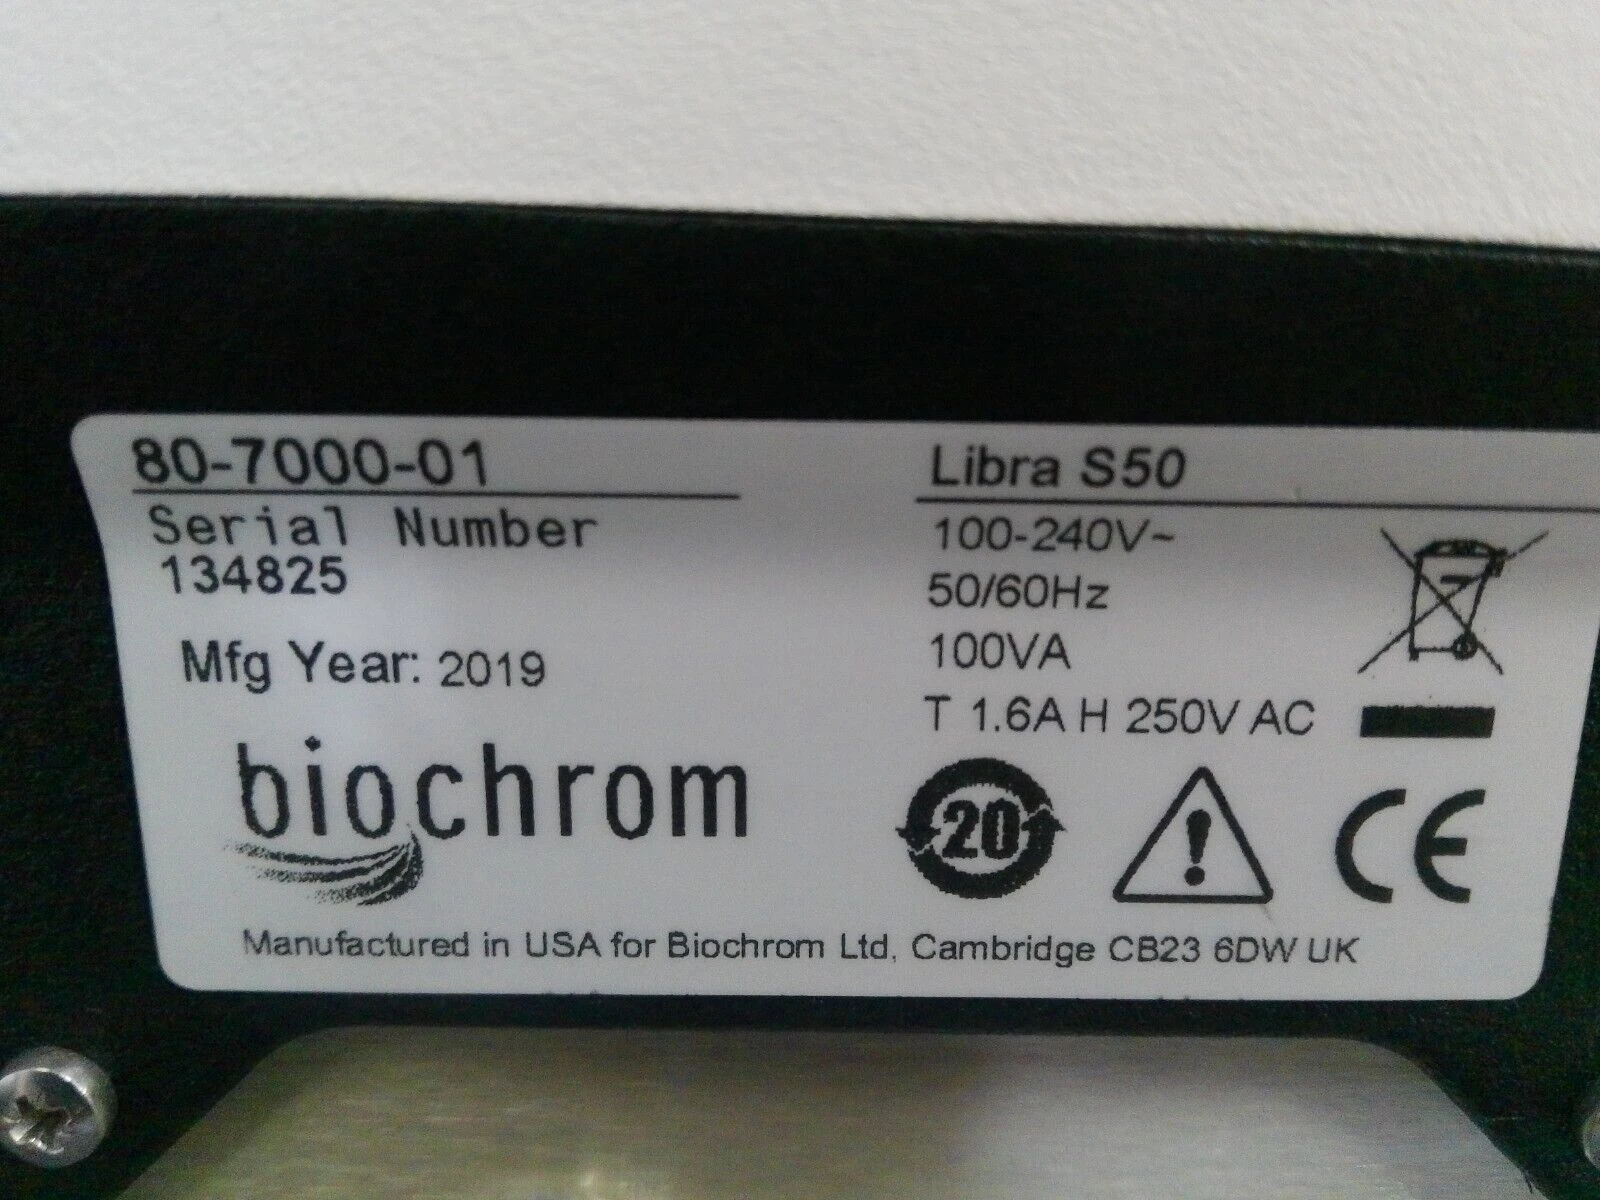 80-7000-01
Serial Number
134825
Mfg Year: 2019
biochrom
Libra S50
100-240V~
50/60Hz
100VA
T 1.6A H 250V AC
20
CE
Manufactured in USA for Biochrom Ltd, Cambridge CB23 6DW UK